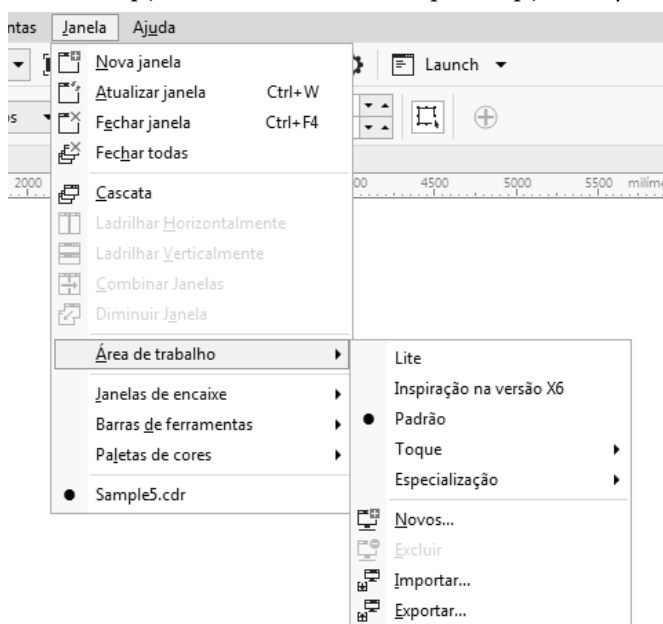 ntas Janela Ajuda
Nova janela
Launch
Atualizar janela Ctrl+W
Fechar janela Ctrl+F4
Fechar todas
2000 4500 5000 5500
Cascata
Ladrilhar Horizontalmente
Ladrilhar Verticalmente
Combinar Janelas
Diminuir Janela
Área de trabalho
Lite
Janelas de encaixe
Inspiração na versão X6
Barras de ferramentas
Padrão
Paletas de cores
Toque
Especialização
Sample5.cdr
Novos...
Excluir
Importar...
Exportar...